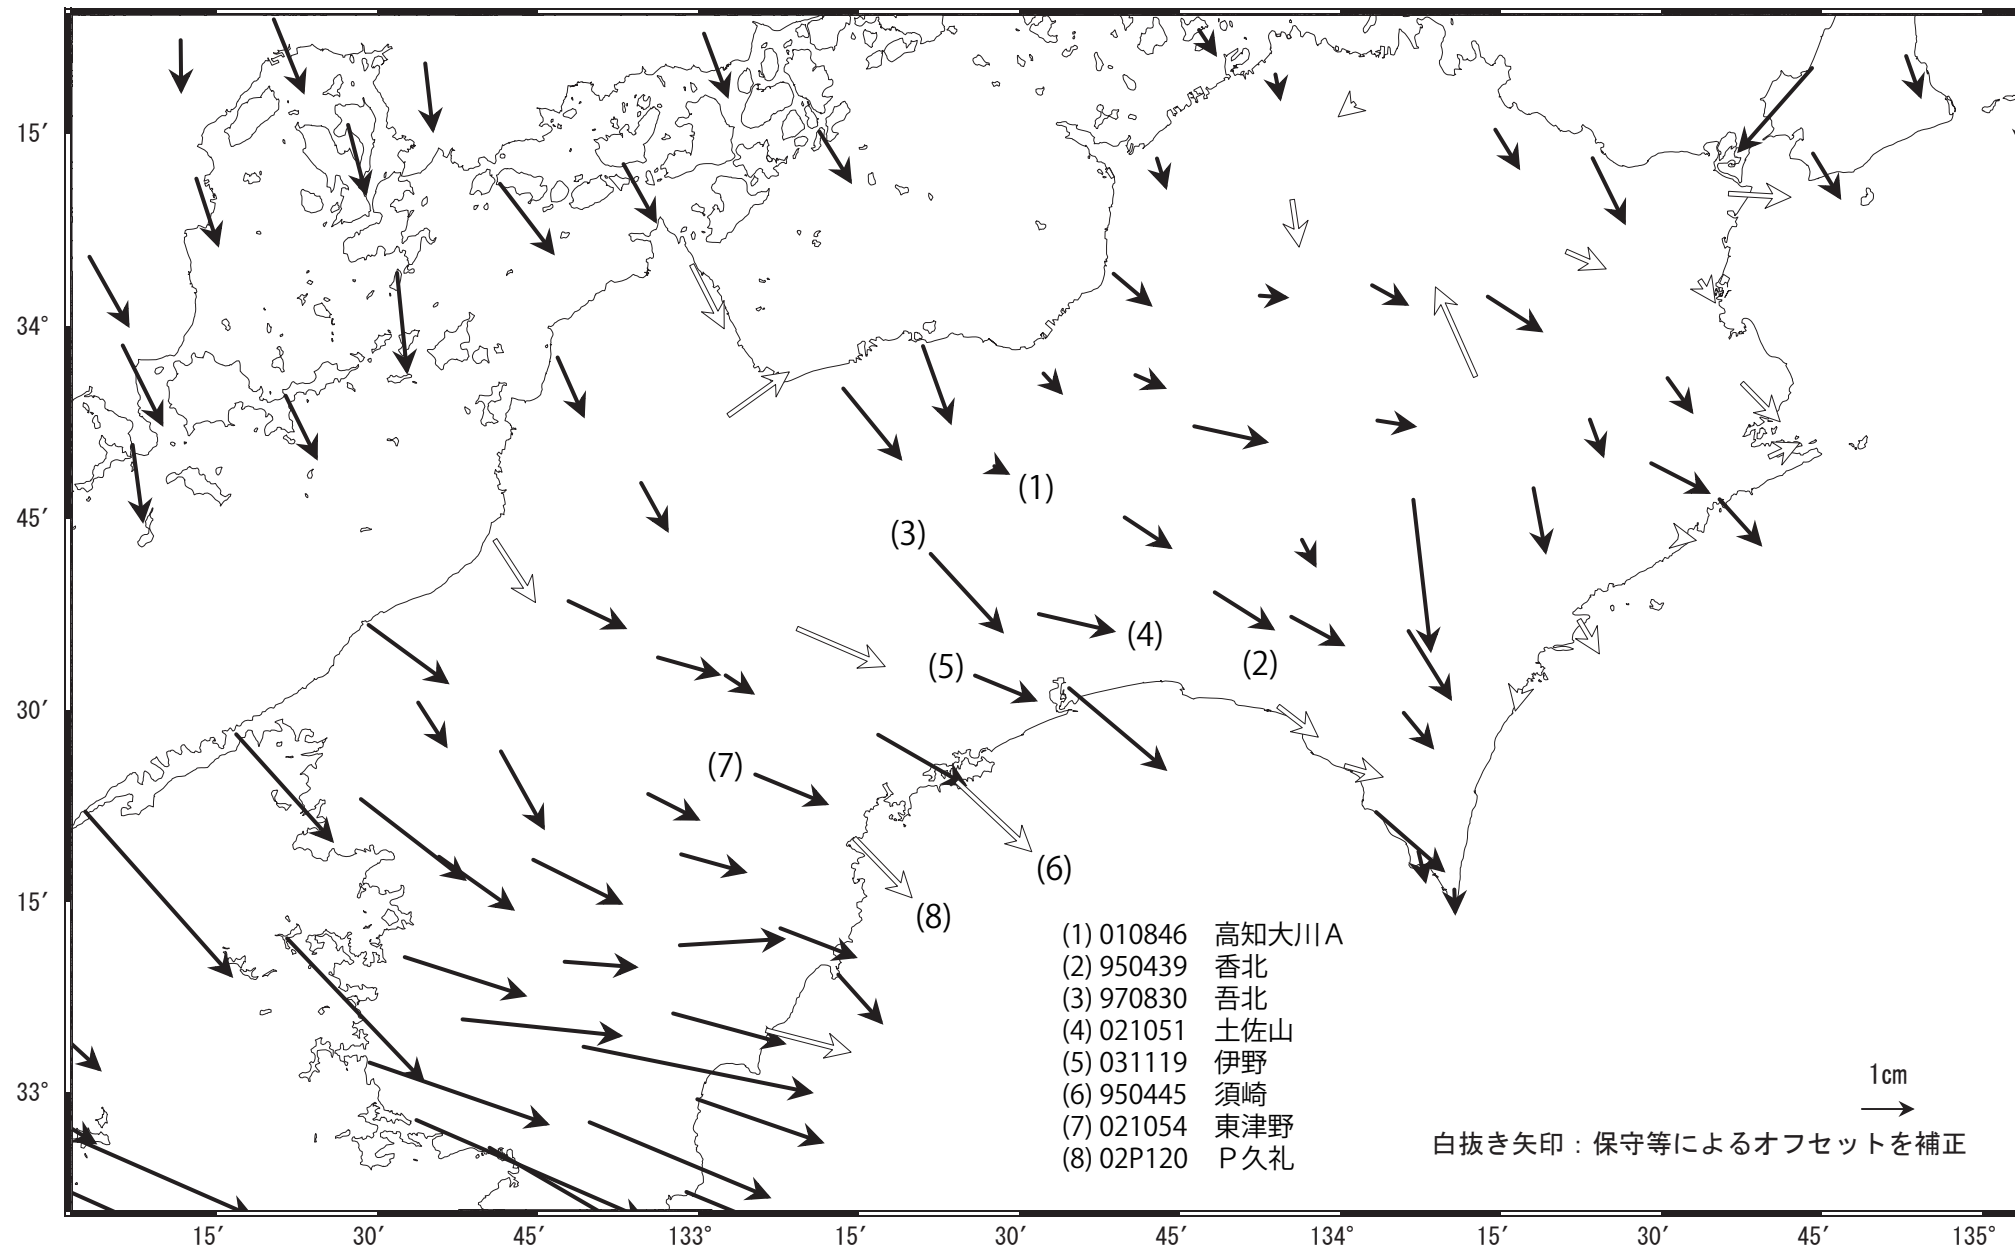 15′
34°
45′
30′
15′
33°
(1)
(3)
(4)
(2)
(5)
(7)
(6)
(8)
(1) 010846 高知大川Ａ
(2) 950439 香北
(3) 970830 吾北
(4) 021051 土佐山
(5) 031119 伊野
(6) 950445 須崎
(7) 021054 東津野
(8) 02P120 Ｐ久礼
1cm
白抜き矢印：保守等によるオフセットを補正
15′ 30′ 45′ 133° 15′ 30′ 45′ 134° 15′ 30′ 45′ 135°